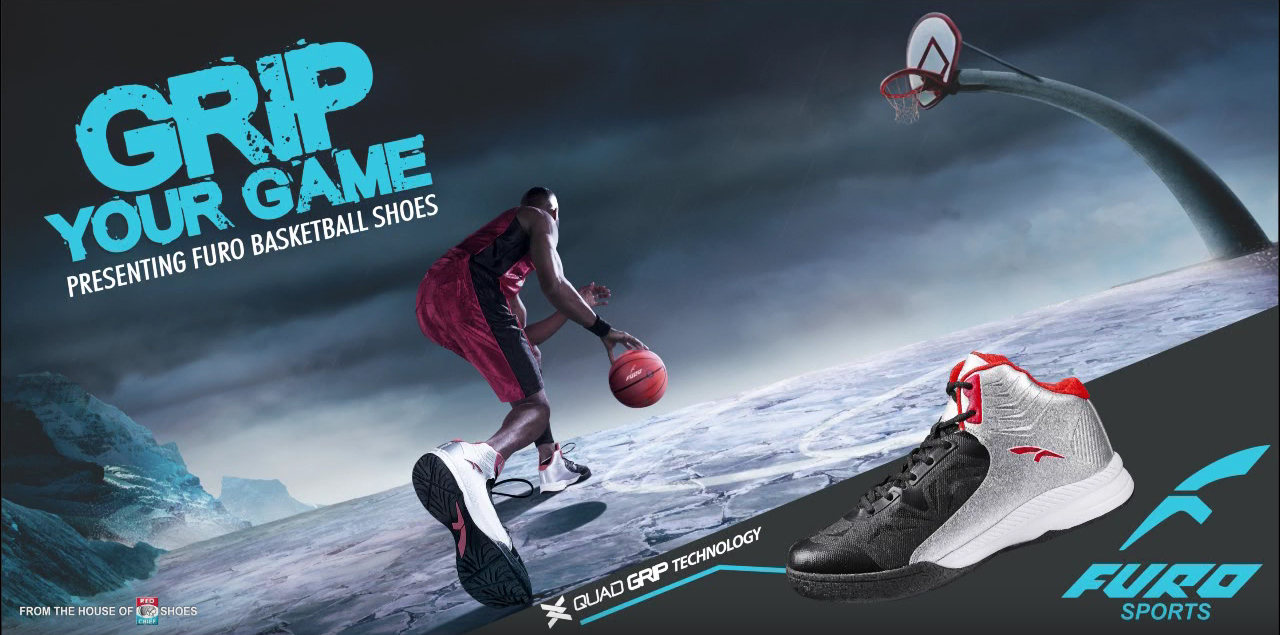 GRIP
YOUR GAME
PRESENTING FURO BASKETBALL SHOES
FURO
QUAD GRIP TECHNOLOGY
FURO
SPORTS
FROM THE HOUSE OF RED CHIEF SHOES